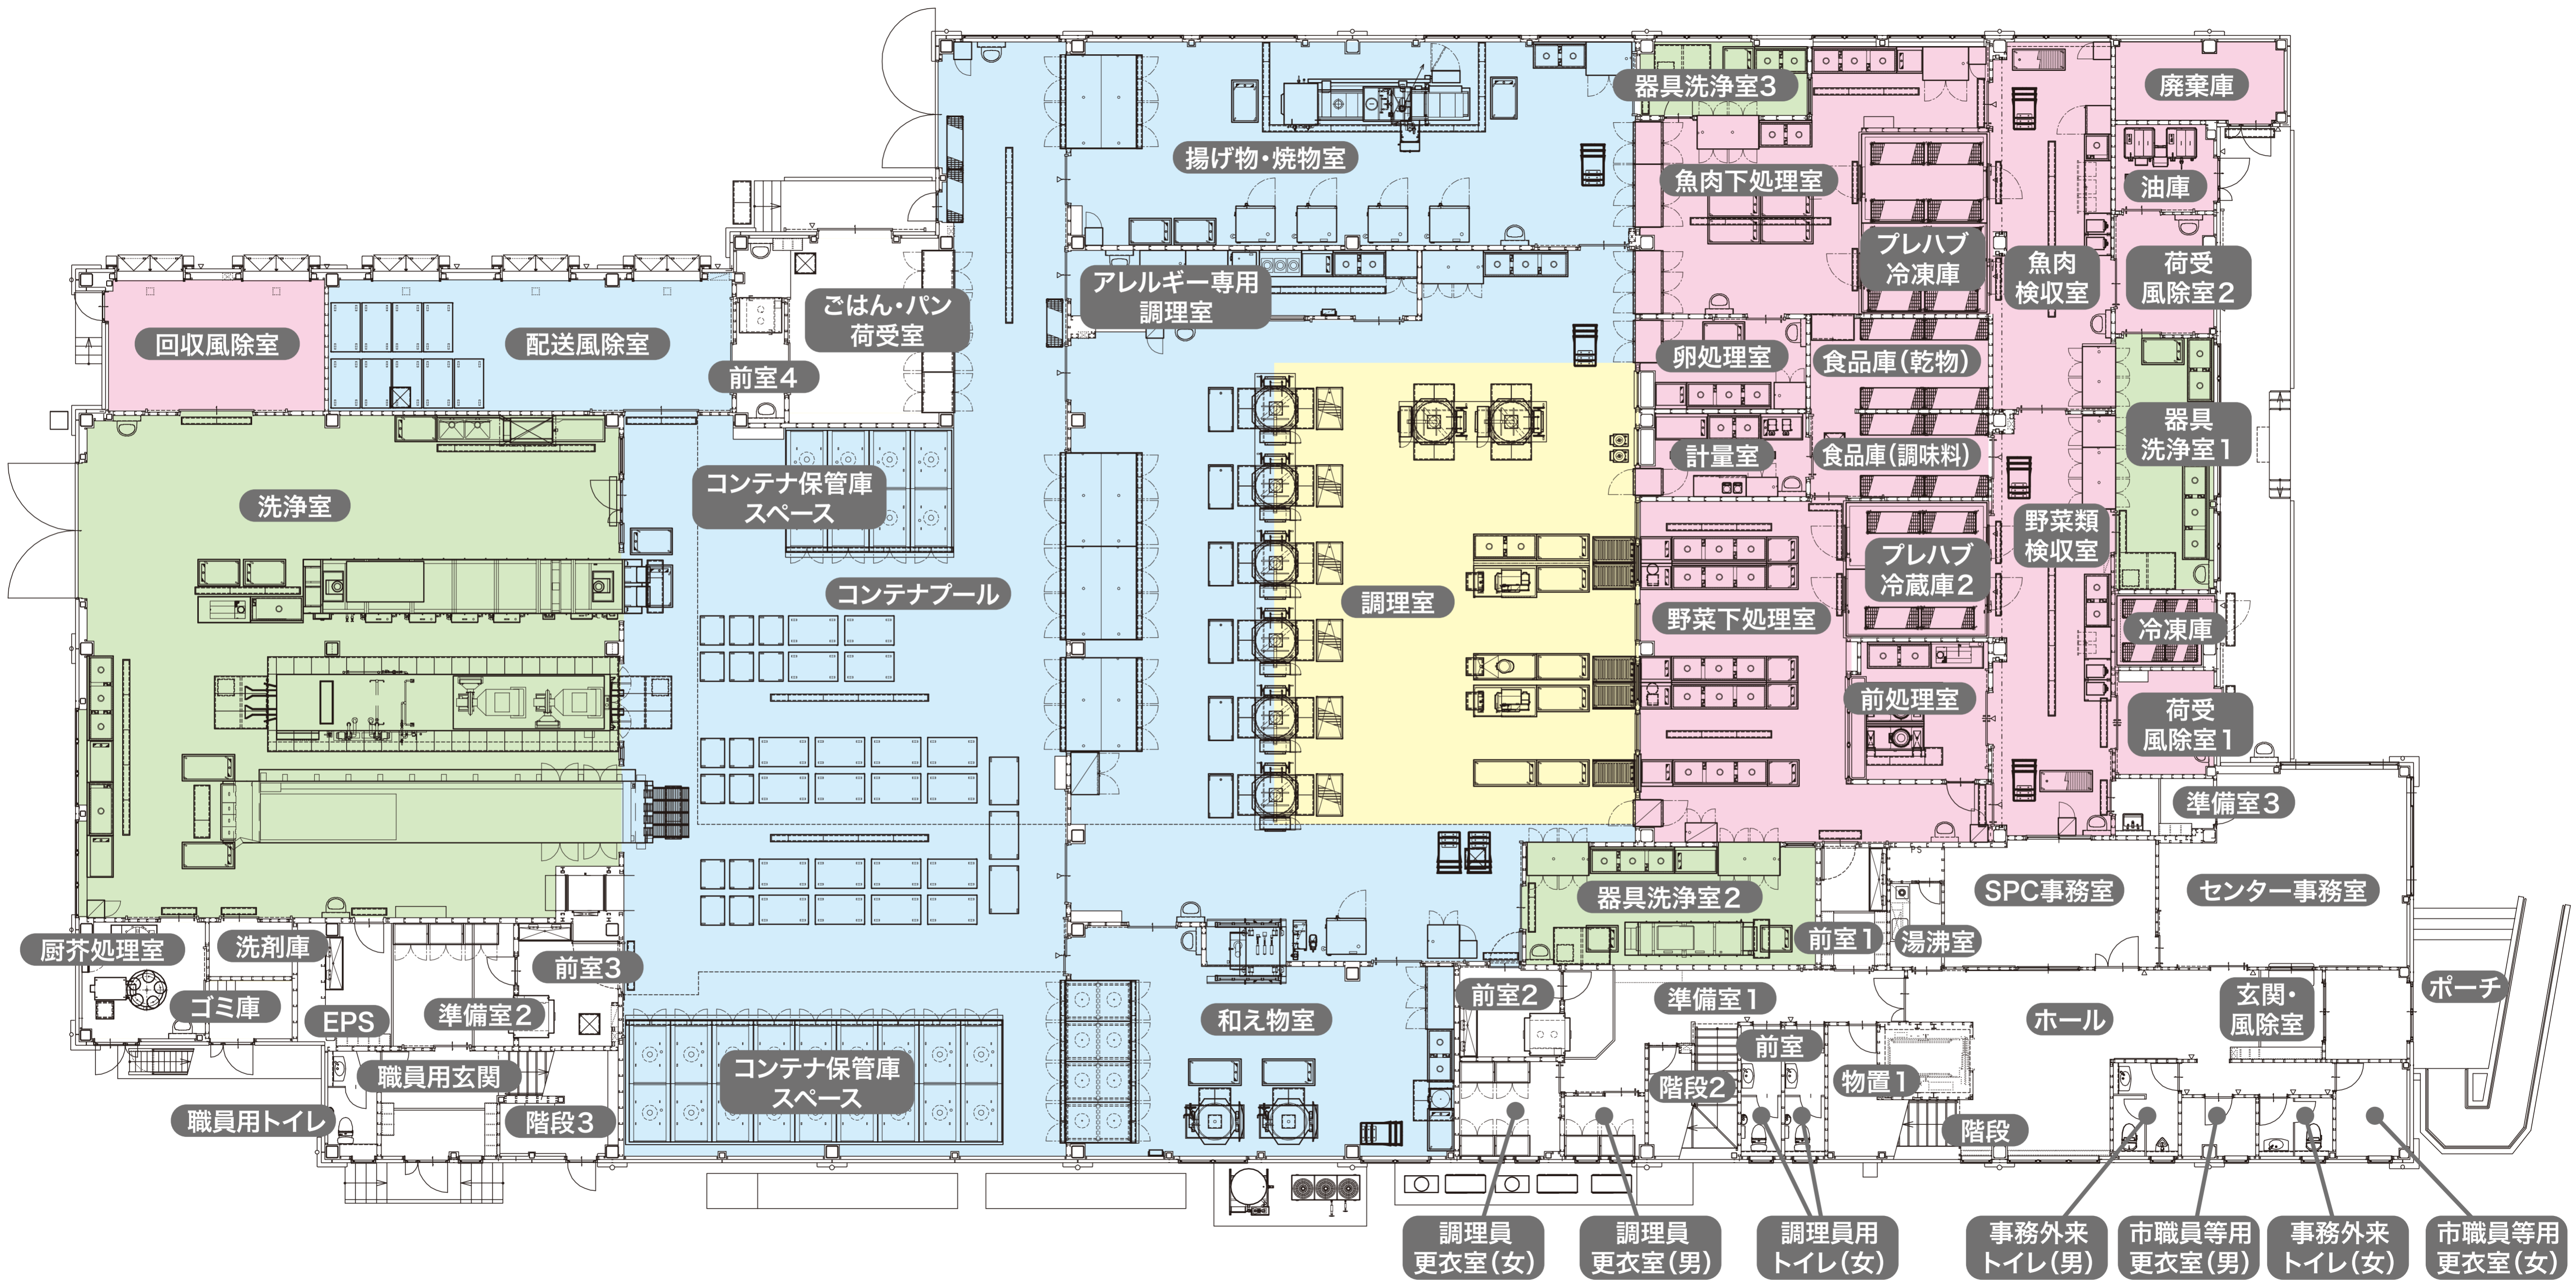 器具洗浄室3
廃棄庫
揚げ物・焼物室
魚肉下処理室
油庫
プレハブ
冷凍庫
魚肉
検収室
荷受
風除室2
アレルギー専用
調理室
ごはん・パン
荷受室
回収風除室
配送風除室
前室4
卵処理室
食品庫(乾物)
器具
洗浄室1
計量室
食品庫(調味料)
洗浄室
コンテナ保管庫
スペース
野菜類
検収室
プレハブ
冷蔵庫2
コンテナプール
調理室
野菜下処理室
冷凍庫
前処理室
荷受
風除室1
準備室3
PS
SPC事務室
センター事務室
器具洗浄室2
前室1
湯沸室
厨芥処理室
洗剤庫
前室3
ゴミ庫
EPS
準備室2
和え物室
前室2
準備室1
ホール
玄関・
風除室
ポーチ
職員用玄関
コンテナ保管庫
スペース
前室
階段2
物置1
職員用トイレ
階段3
階段
調理員
更衣室(女)
調理員
更衣室(男)
調理員用
トイレ(女)
事務外来
トイレ(男)
市職員等用
更衣室(男)
事務外来
トイレ(女)
市職員等用
更衣室(女)